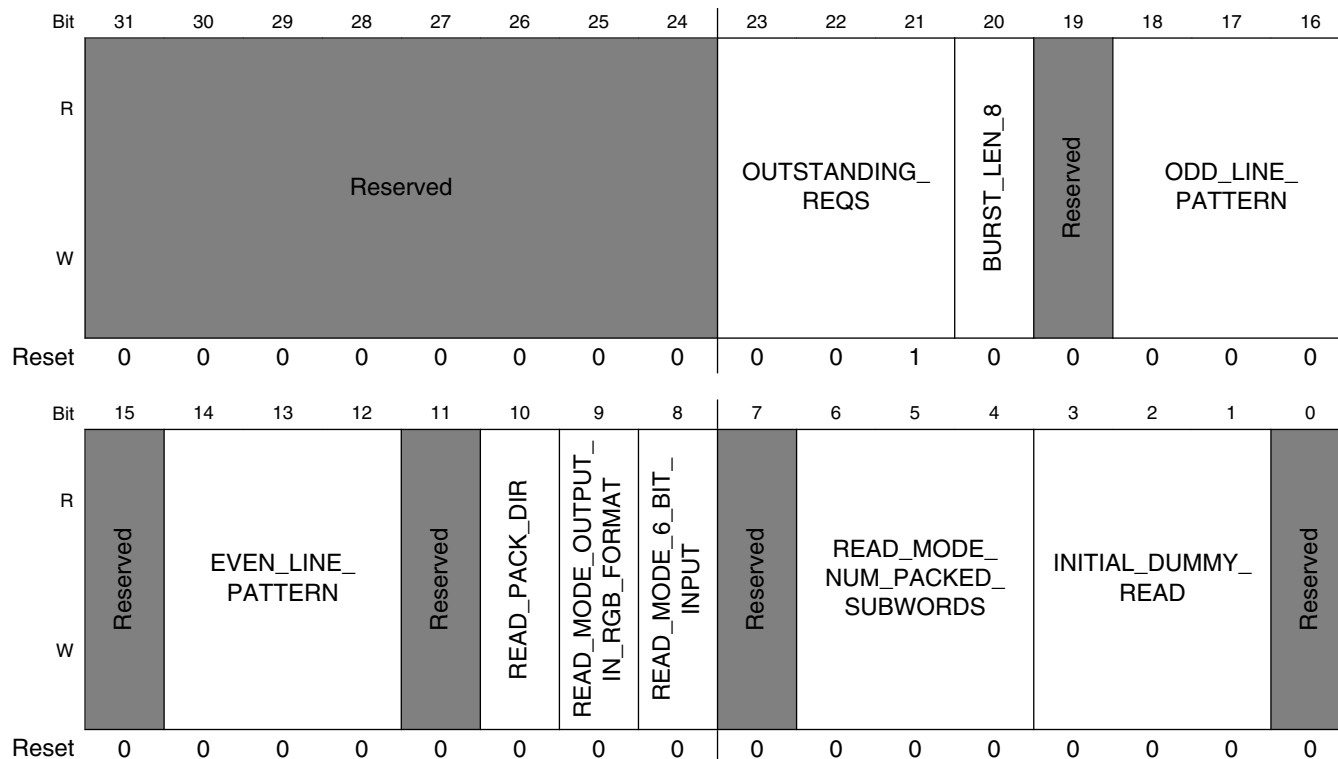 Bit 31 30 29 28 27 26 25 24 23 22 21 20 19 18 17 16
R
W
Reserved
OUTSTANDING_
REQS
BURST_LEN_8
Reserved
ODD_LINE_
PATTERN
Reset 0 0 0 0 0 0 0 0 0 0 1 0 0 0 0 0
Bit 15 14 13 12 11 10 9 8 7 6 5 4 3 2 1 0
R
W
Reserved
EVEN_LINE_
PATTERN
Reserved
READ_PACK_DIR
READ_MODE_OUTPUT_
IN_RGB_FORMAT
READ_MODE_6_BIT_
INPUT
Reserved
READ_MODE_
NUM_PACKED_
SUBWORDS
INITIAL_DUMMY_
READ
Reserved
Reset 0 0 0 0 0 0 0 0 0 0 0 0 0 0 0 0